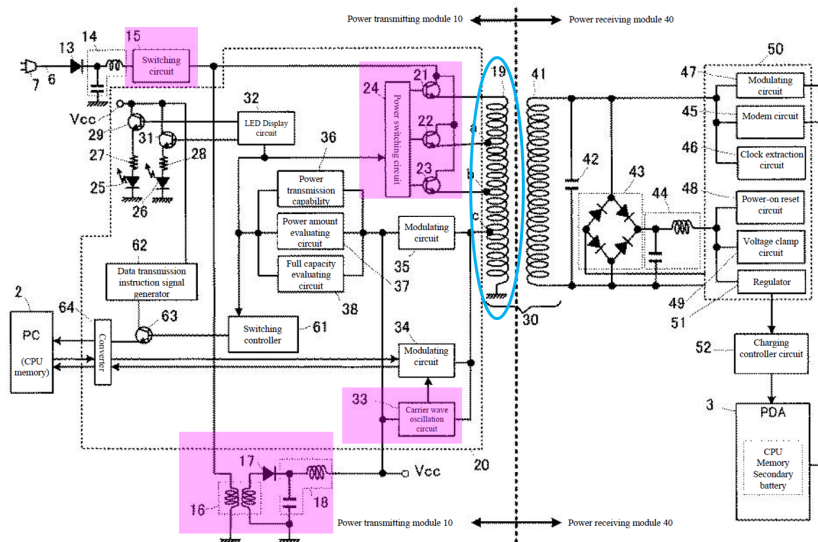 Power transmitting module 10
Power receiving module 40
13
14
15
Switching
circuit
7
6
Vcc
29
31
27
28
25
26
32
LED Display
circuit
24
Power switching circuit
21
22
23
19
a
b
c
41
30
42
43
44
50
47
Modulating
circuit
45
Modem circuit
46
Clock extraction
circuit
48
Power-on reset
circuit
Voltage clamp
circuit
49
Regulator
51
52
Charging
controller circuit
3
PDA
CPU
Memory
Secondary
battery
36
Power
transmission
capability
Power amount
evaluating
circuit
37
Full capacity
evaluating
circuit
38
Modulating
circuit
35
62
Data transmission
instruction signal
generator
63
Switching
controller
61
2
PC
(CPU
memory)
64
Converter
34
Modulating
circuit
33
Carrier wave
oscillation
circuit
20
Vcc
16
17
18
Power transmitting module 10
Power receiving module 40